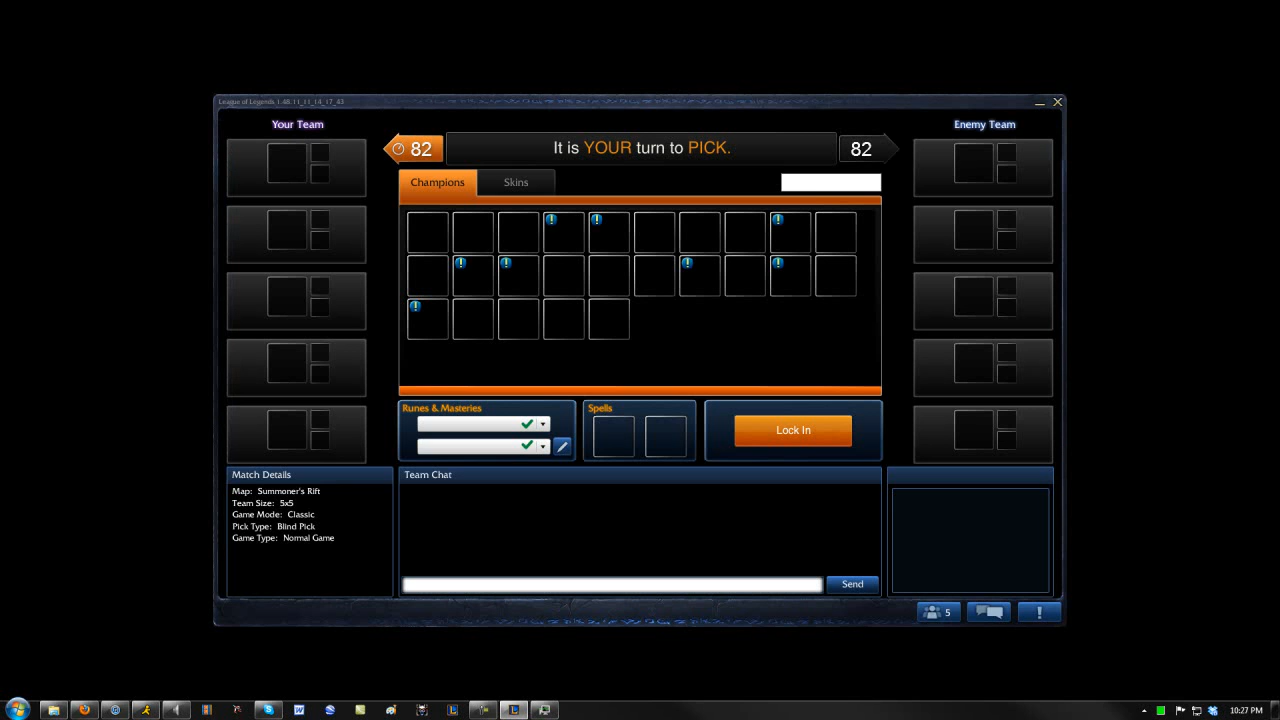 League of Legends 1.48.11_11_14_17_43
Your Team
Enemy Team
82
It is YOUR turn to PICK.
82
Champions
Skins
Runes & Masteries
Spells
Lock In
Match Details
Team Chat
Map: Summoner's Rift
Team Size: 5x5
Game Mode: Classic
Pick Type: Blind Pick
Game Type: Normal Game
Send
5
10:27 PM